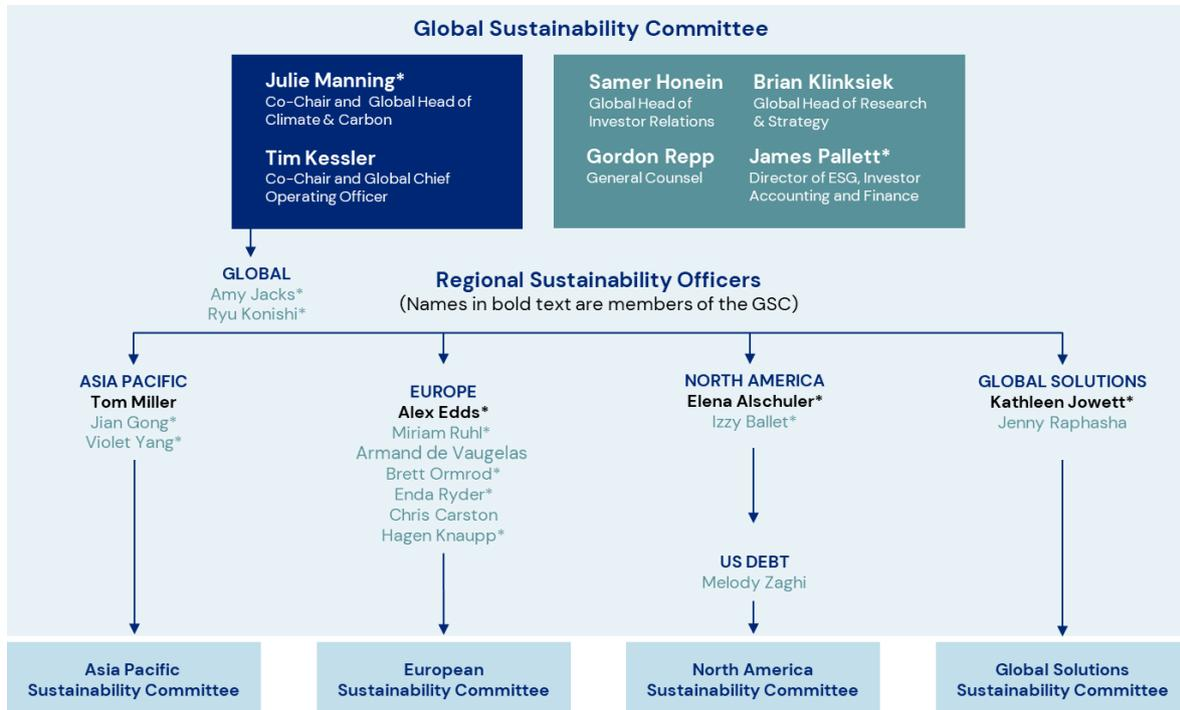 Global Sustainability Committee
Julie Manning*
Co-Chair and Global Head of
Climate & Carbon
Tim Kessler
Co-Chair and Global Chief
Operating Officer
Samer Honein
Global Head of
Investor Relations
Brian Klinksiek
Global Head of Research
& Strategy
Gordon Repp
General Counsel
James Pallett*
Director of ESG, Investor
Accounting and Finance
GLOBAL
Amy Jacks*
Ryu Konishi*
Regional Sustainability Officers
(Names in bold text are members of the GSC)
ASIA PACIFIC
Tom Miller
Jian Gong*
Violet Yang*
EUROPE
Alex Edds*
Miriam Ruhl*
Armand de Vaugelas
Brett Ormrod*
Enda Ryder*
Chris Carston
Hagen Knaupp*
NORTH AMERICA
Elena Alschuler*
Izzy Ballet*
US DEBT
Melody Zaghi
GLOBAL SOLUTIONS
Kathleen Jowett*
Jenny Raphasha
Asia Pacific
Sustainability Committee
European
Sustainability Committee
North America
Sustainability Committee
Global Solutions
Sustainability Committee